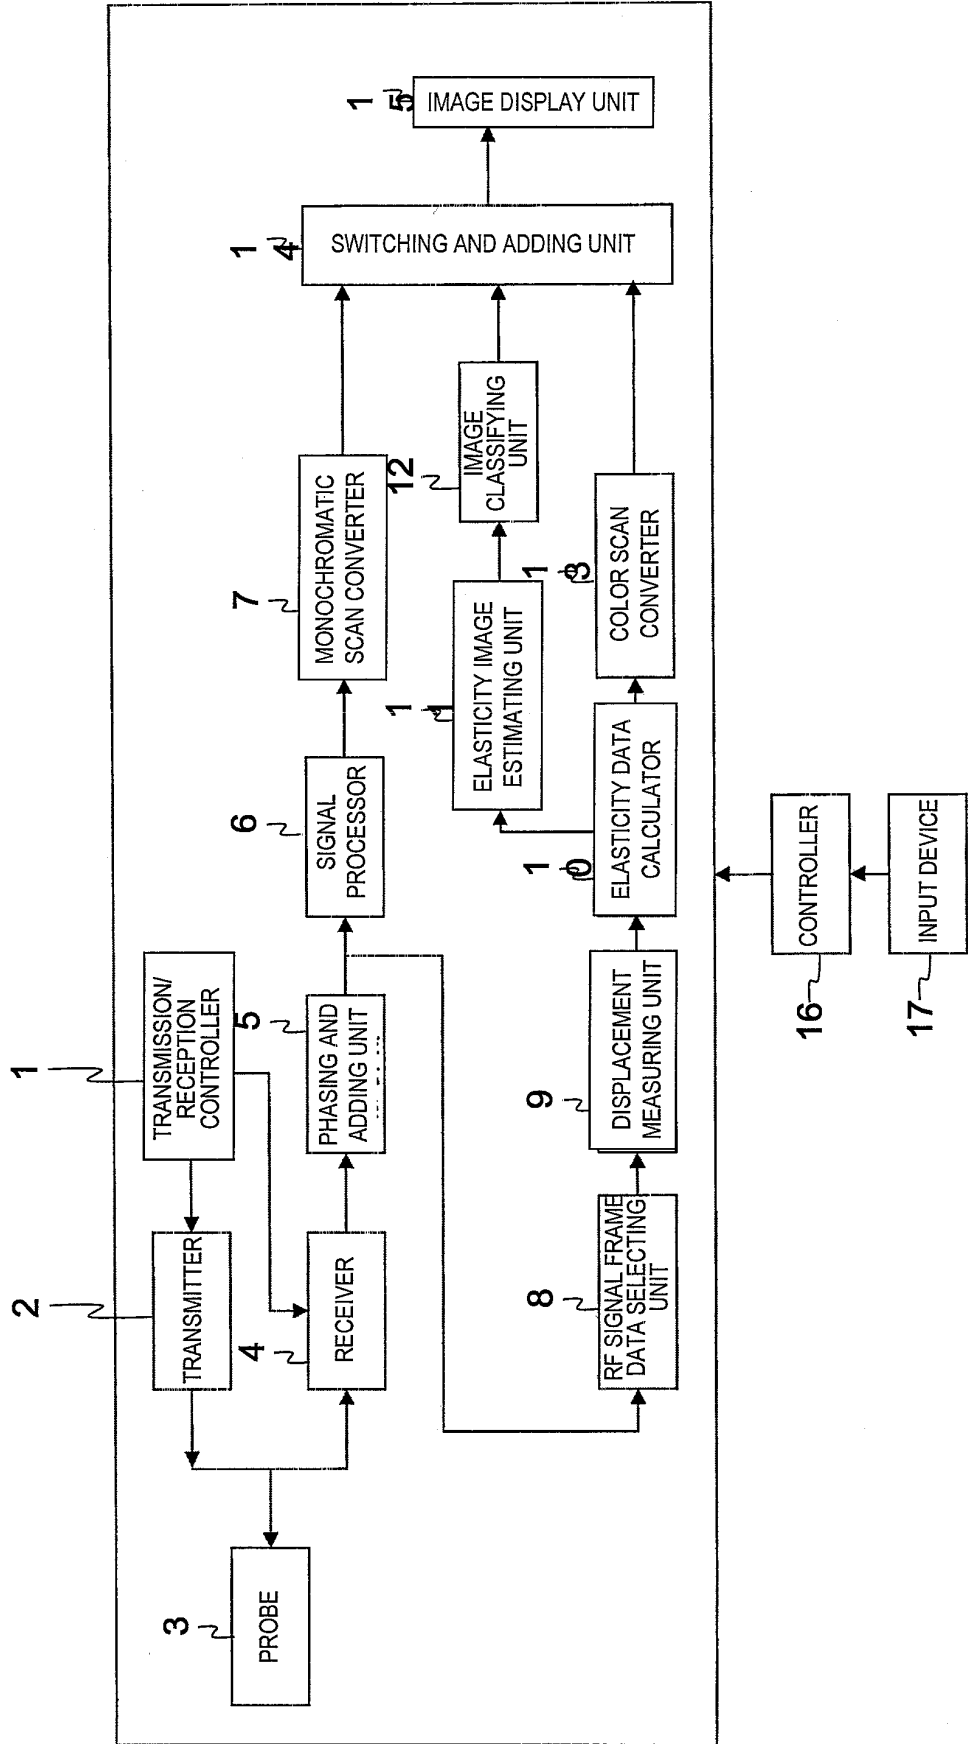 1
TRANSMISSION/
RECEPTION
CONTROLLER
2
TRANSMITTER
3
PROBE
4
RECEIVER
5
PHASING AND
ADDING UNIT
6
SIGNAL
PROCESSOR
7
MONOCHROMATIC
SCAN CONVERTER
8
RF SIGNAL FRAME
DATA SELECTING
UNIT
9
DISPLACEMENT
MEASURING UNIT
10
ELASTICITY DATA
CALCULATOR
11
ELASTICITY IMAGE
ESTIMATING UNIT
12
IMAGE
CLASSIFYING
UNIT
13
COLOR SCAN
CONVERTER
14
SWITCHING AND ADDING UNIT
15
IMAGE DISPLAY UNIT
16
CONTROLLER
17
INPUT DEVICE